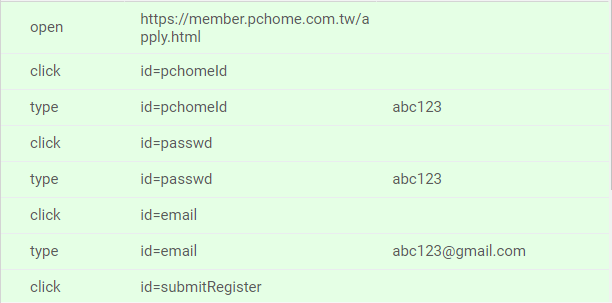 open https://member.pchome.com.tw/a
pply.html
click id=pchomeId
type id=pchomeId abc123
click id=passwd
type id=passwd abc123
click id=email
type id=email abc123@gmail.com
click id=submitRegister